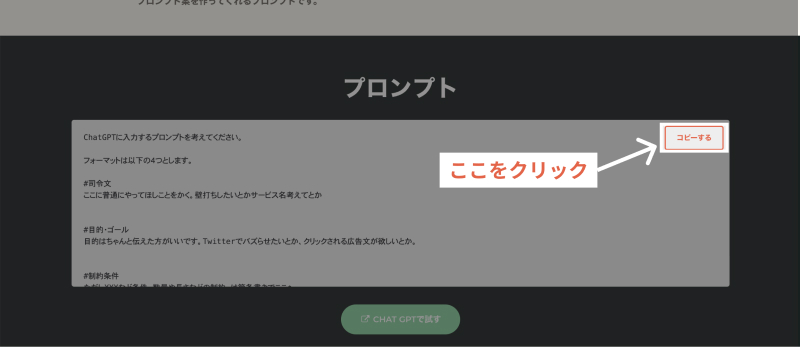 プロンプト案を作ってくれるプロンプトです。
プロンプト
ChatGPTに入力するプロンプトを考えてください。
コピーする
フォーマットは以下の4つとします。
ここをクリック
#司令文
ここに普通にやってほしことをかく。壁打ちしたいとかサービス名考えてとか
#目的・ゴール
目的はちゃんと伝えた方がいいです。Twitterでバズらせたいとか、クリックされる広告文が欲しいとか。
#制約条件
CHAT GPTで試す